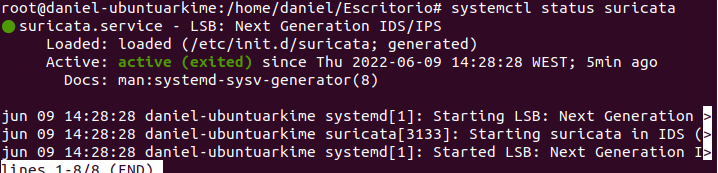 root@daniel-ubuntuarkime:/home/daniel/Escritorio# systemctl status suricata
● suricata.service - LSB: Next Generation IDS/IPS
Loaded: loaded (/etc/init.d/suricata; generated)
Active: active (exited) since Thu 2022-06-09 14:28:28 WEST; 5min ago
Docs: man:systemd-sysv-generator(8)
jun 09 14:28:28 daniel-ubuntuarkime systemd[1]: Starting LSB: Next Generation >
jun 09 14:28:28 daniel-ubuntuarkime suricata[3133]: Starting suricata in IDS (>
jun 09 14:28:28 daniel-ubuntuarkime systemd[1]: Started LSB: Next Generation I>
lines 1-8/8 (END)